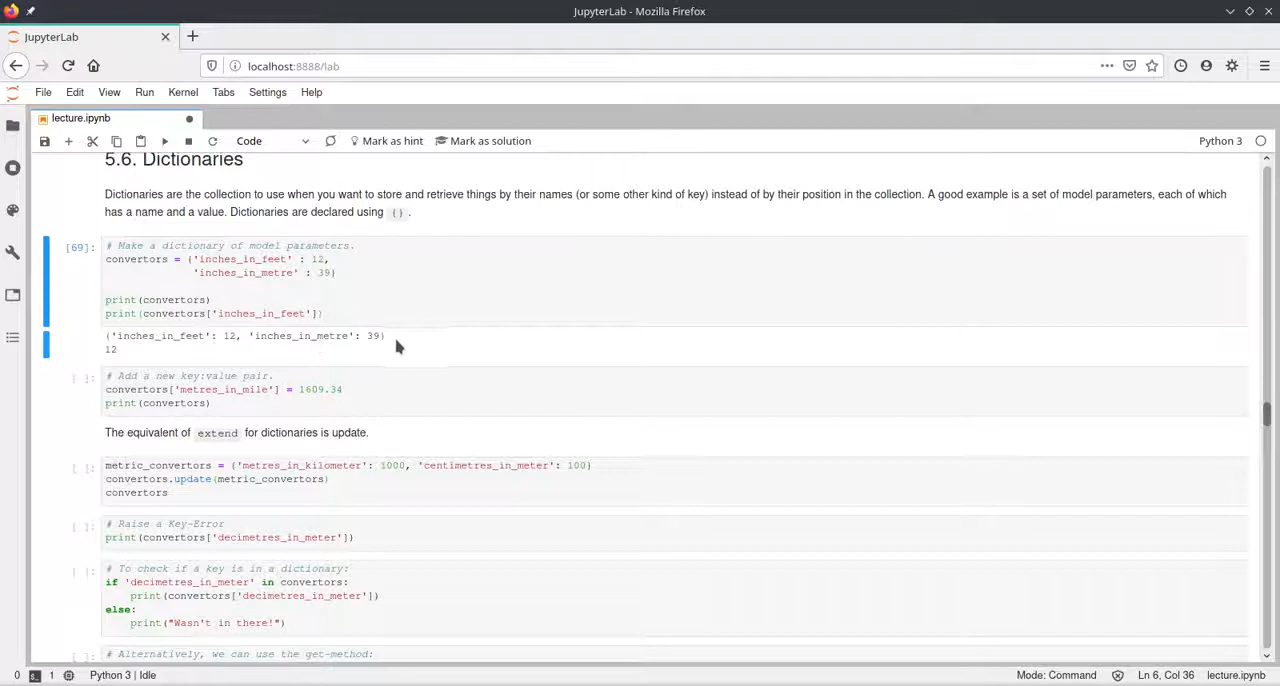 JupyterLab - Mozilla Firefox
JupyterLab
localhost:8888/lab
File Edit View Run Kernel Tabs Settings Help
lecture.ipynb
Code Mark as hint Mark as solution Python 3
5.6. Dictionaries
Dictionaries are the collection to use when you want to store and retrieve things by their names (or some other kind of key) instead of by their position in the collection. A good example is a set of model parameters, each of which
has a name and a value. Dictionaries are declared using {} .
[69]: # Make a dictionary of model parameters.
convertors = {'inches_in_feet' : 12,
'inches_in_metre' : 39}
print(convertors)
print(convertors['inches_in_feet'])
{'inches_in_feet': 12, 'inches_in_metre': 39}
12
[ ]: # Add a new key:value pair.
convertors['metres_in_mile'] = 1609.34
print(convertors)
The equivalent of extend for dictionaries is update.
[ ]: metric_convertors = {'metres_in_kilometer': 1000, 'centimetres_in_meter': 100}
convertors.update(metric_convertors)
convertors
[ ]: # Raise a Key-Error
print(convertors['decimetres_in_meter'])
[ ]: # To check if a key is in a dictionary:
if 'decimetres_in_meter' in convertors:
print(convertors['decimetres_in_meter'])
else:
print("Wasn't in there!")
[ ]: # Alternatively, we can use the get-method:
0 1 Python 3 | Idle Mode: Command Ln 6, Col 36 lecture.ipynb